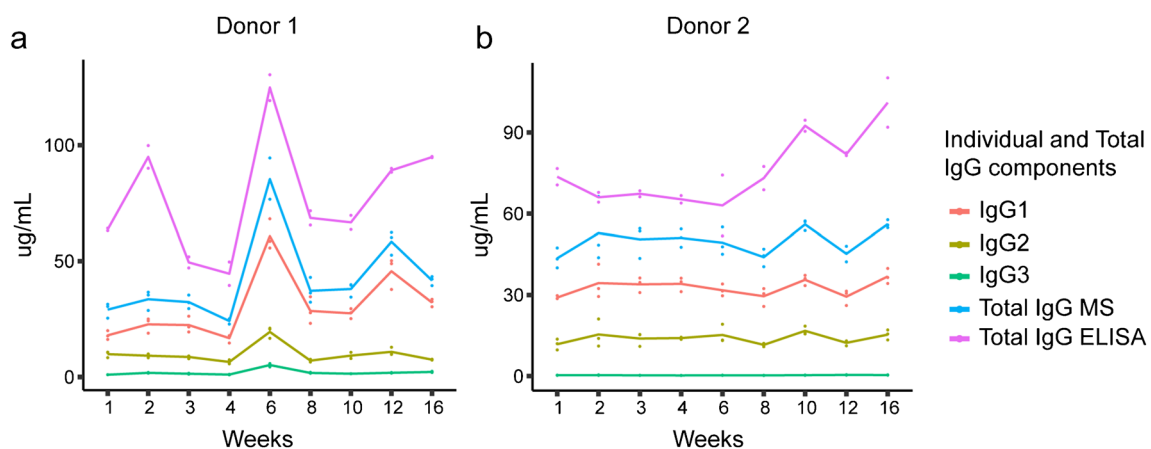 a
Donor 1
ug/mL
100
50
0
1 2 3 4 6 8 10 12 16
Weeks
b
Donor 2
ug/mL
90
60
30
0
1 2 3 4 6 8 10 12 16
Weeks
Individual and Total
IgG components
IgG1
IgG2
IgG3
Total IgG MS
Total IgG ELISA